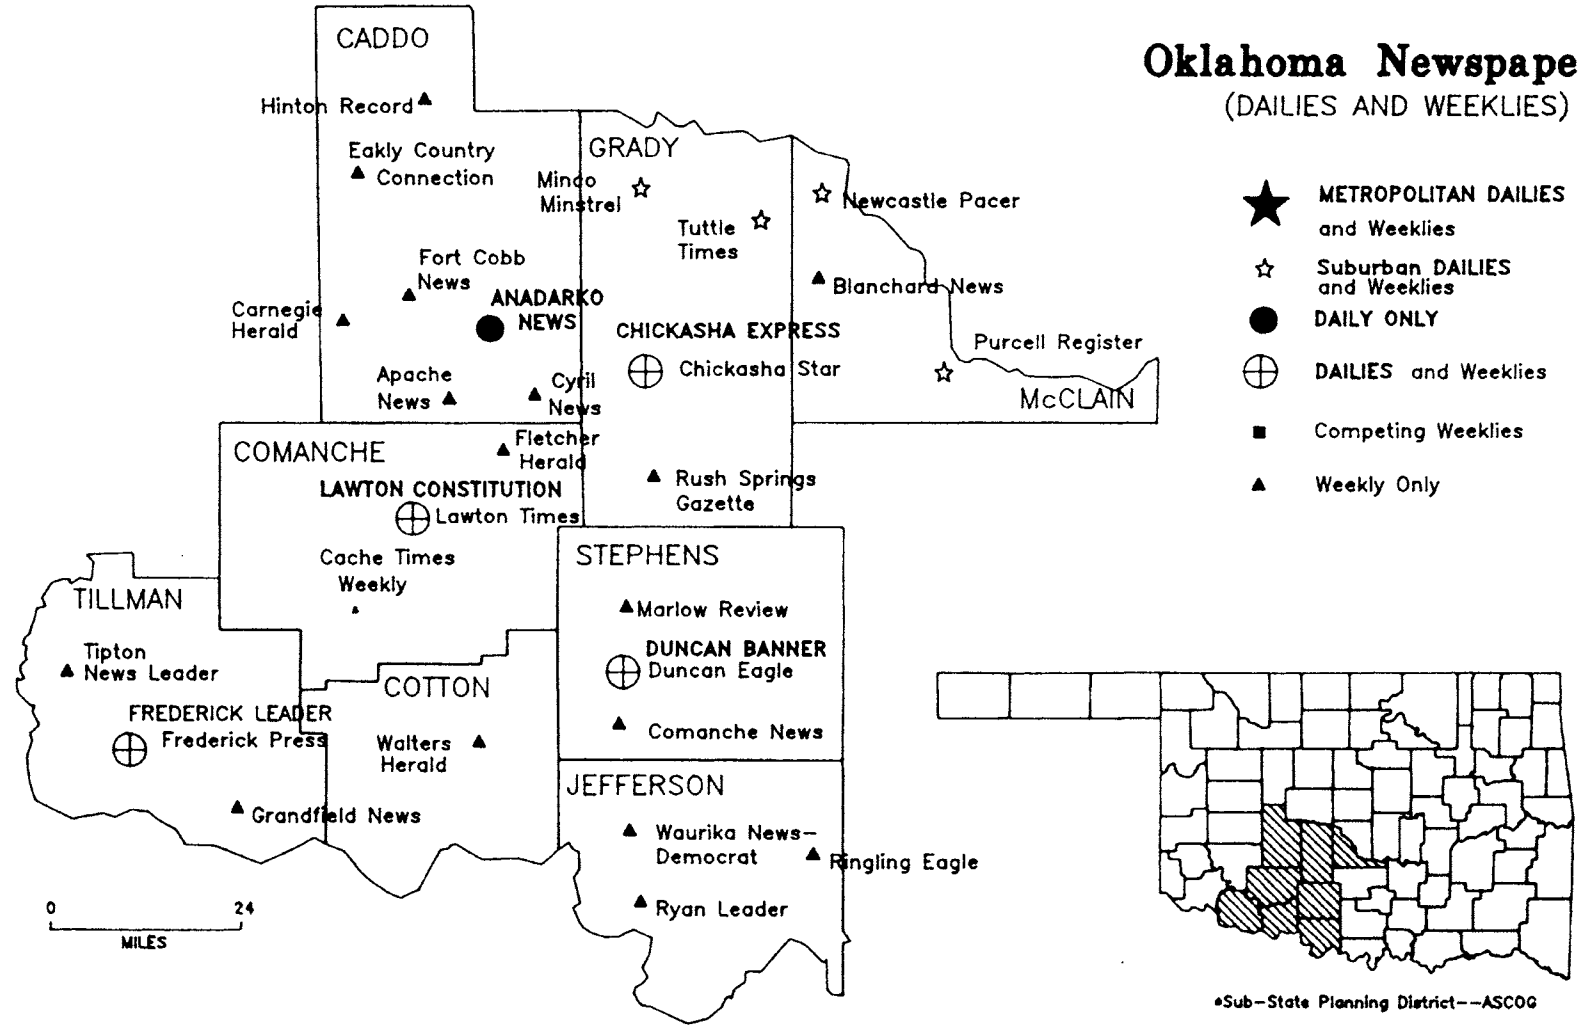 Oklahoma Newspape
(DAILIES AND WEEKLIES)
METROPOLITAN DAILIES
and Weeklies
Suburban DAILIES
and Weeklies
DAILY ONLY
DAILIES and Weeklies
Competing Weeklies
Weekly Only
CADDO
Hinton Record
Eakly Country
Connection
Fort Cobb
News
Carnegie
Herald
ANADARKO
NEWS
Apache
News
Cyril
News
GRADY
Minco
Minstrel
Tuttle
Times
CHICKASHA EXPRESS
Chickasha Star
Rush Springs
Gazette
Newcastle Pacer
Blanchard News
Purcell Register
McCLAIN
COMANCHE
Fletcher
Herald
LAWTON CONSTITUTION
Lawton Times
Cache Times
Weekly
STEPHENS
Marlow Review
DUNCAN BANNER
Duncan Eagle
Comanche News
TILLMAN
Tipton
News Leader
FREDERICK LEADER
Frederick Press
Grandfield News
COTTON
Walters
Herald
JEFFERSON
Waurika News-
Democrat
Ringling Eagle
Ryan Leader
0 24
MILES
*Sub-State Planning District--ASCOG